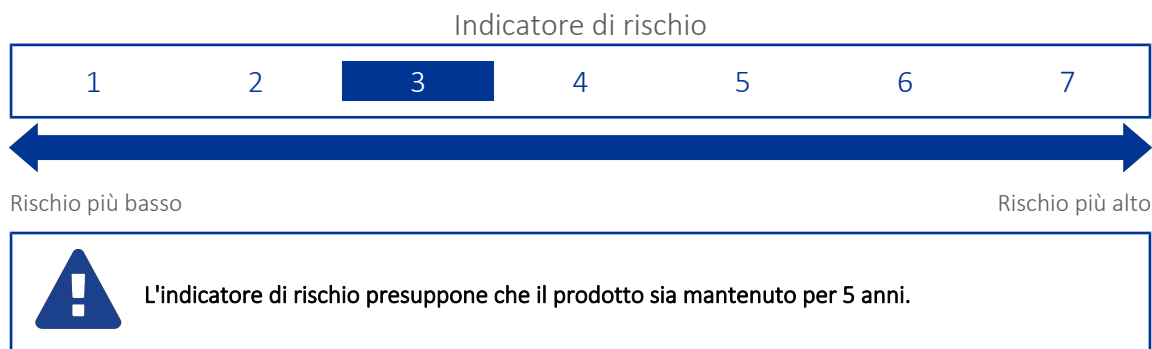 Indicatore di rischio
1 2 3 4 5 6 7
Rischio più basso Rischio più alto
L'indicatore di rischio presuppone che il prodotto sia mantenuto per 5 anni.